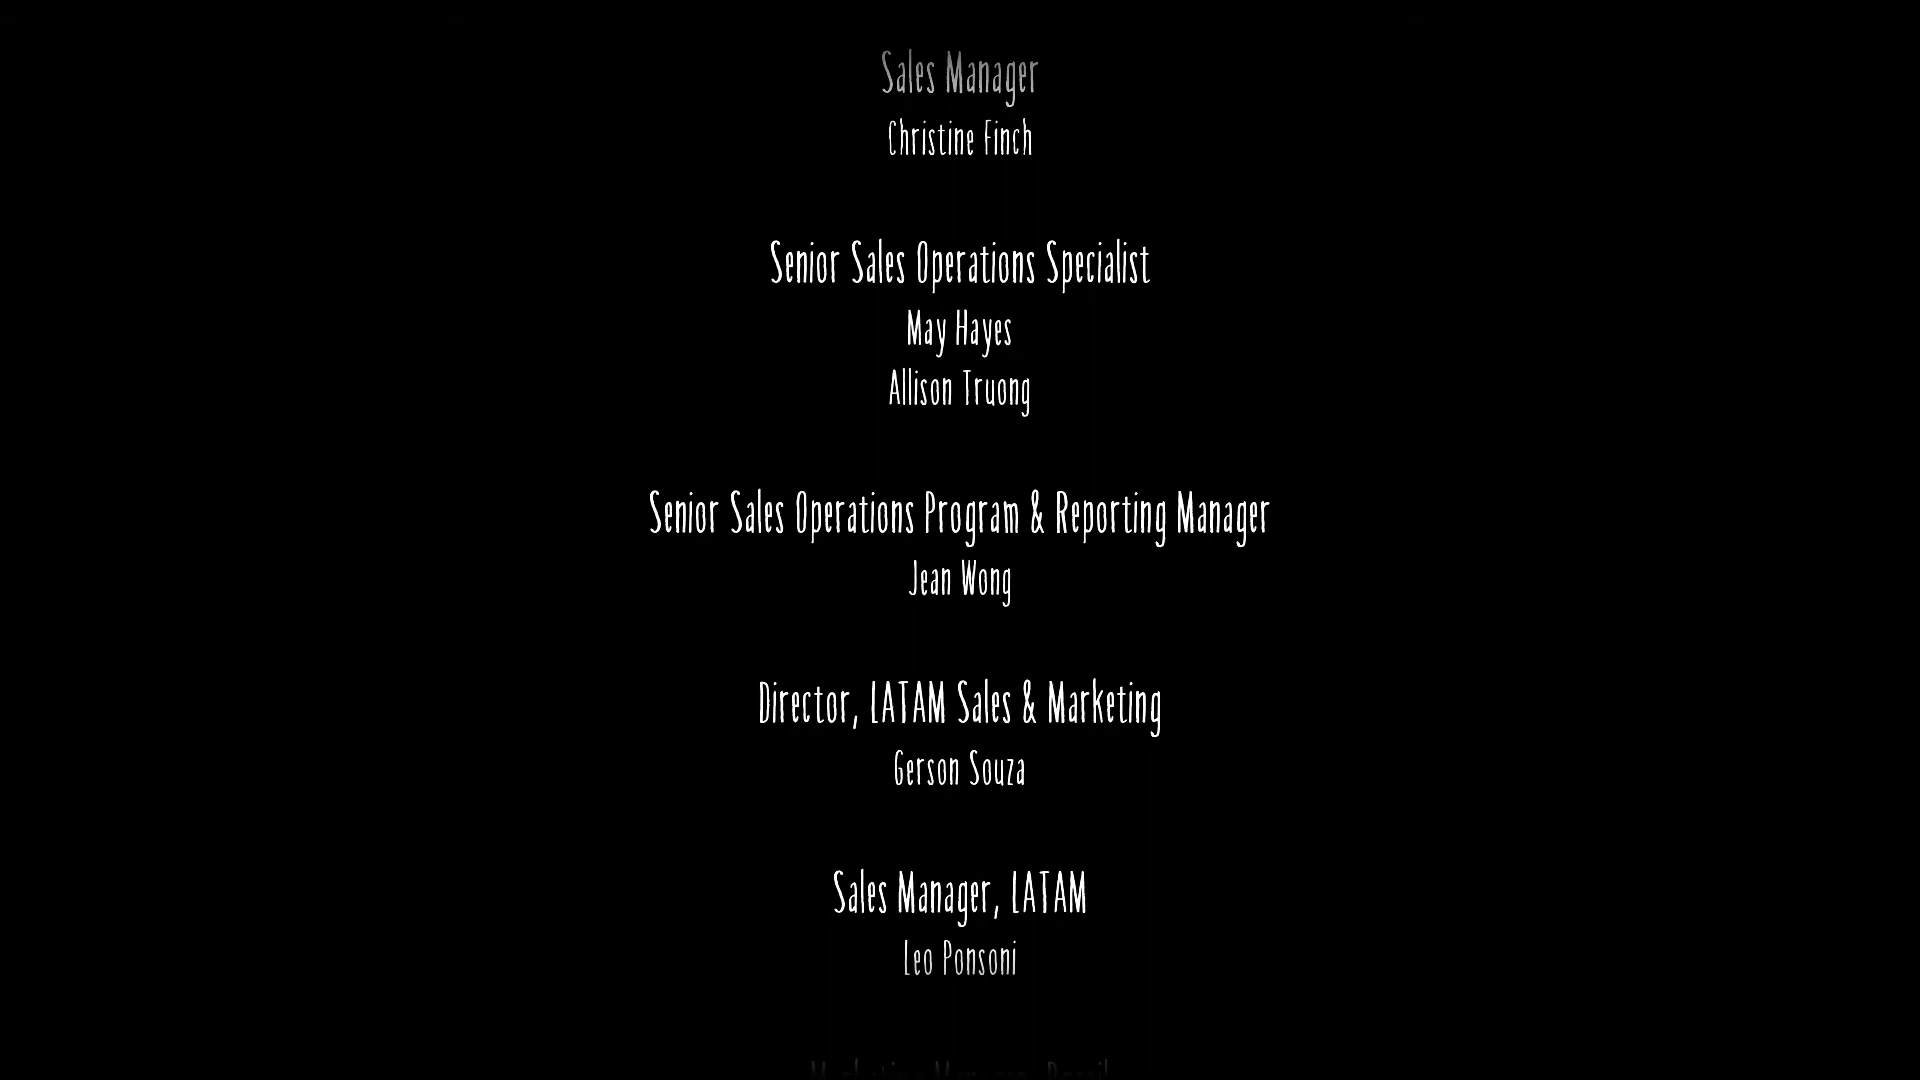 Sales Manager
Christine Finch
Senior Sales Operations Specialist
May Hayes
Allison Truong
Senior Sales Operations Program & Reporting Manager
Jean Wong
Director, LATAM Sales & Marketing
Gerson Souza
Sales Manager, LATAM
Leo Ponsoni